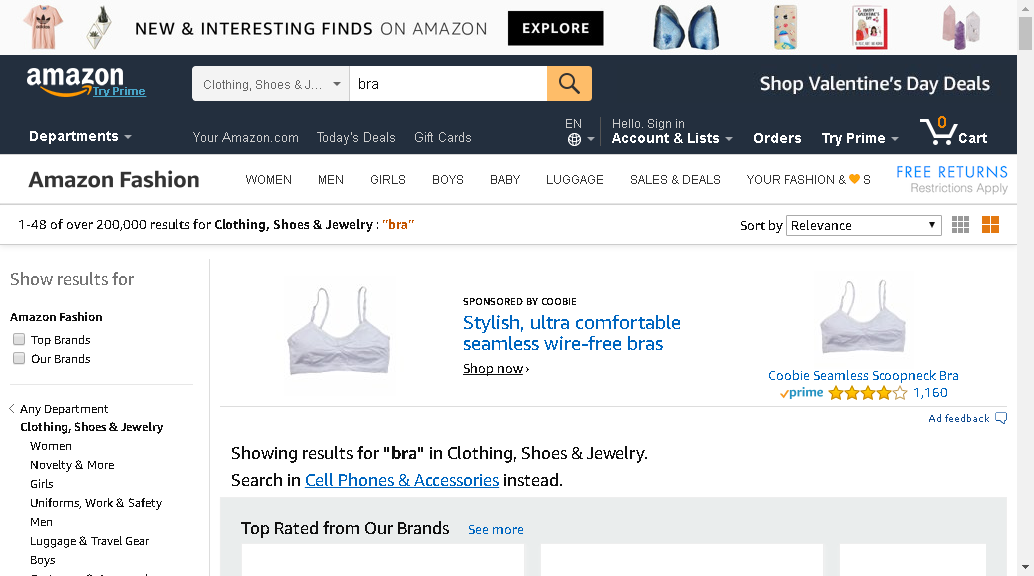 NEW & INTERESTING FINDS ON AMAZON EXPLORE
amazon
Try Prime
Clothing, Shoes & J... bra
Shop Valentine's Day Deals
Departments
Your Amazon.com Today's Deals Gift Cards
EN
Hello. Sign in
Account & Lists
Orders
Try Prime
0
Cart
Amazon Fashion
WOMEN MEN GIRLS BOYS BABY LUGGAGE SALES & DEALS YOUR FASHION & 🧡 S
FREE RETURNS
Restrictions Apply
1-48 of over 200,000 results for Clothing, Shoes & Jewelry : "bra"
Sort by Relevance
Show results for
Amazon Fashion
Top Brands
Our Brands
Any Department
Clothing, Shoes & Jewelry
Women
Novelty & More
Girls
Uniforms, Work & Safety
Men
Luggage & Travel Gear
Boys
SPONSORED BY COOBIE
Stylish, ultra comfortable
seamless wire-free bras
Shop now ›
Coobie Seamless Scoopneck Bra
prime 1,160
Ad feedback
Showing results for "bra" in Clothing, Shoes & Jewelry.
Search in Cell Phones & Accessories instead.
Top Rated from Our Brands See more